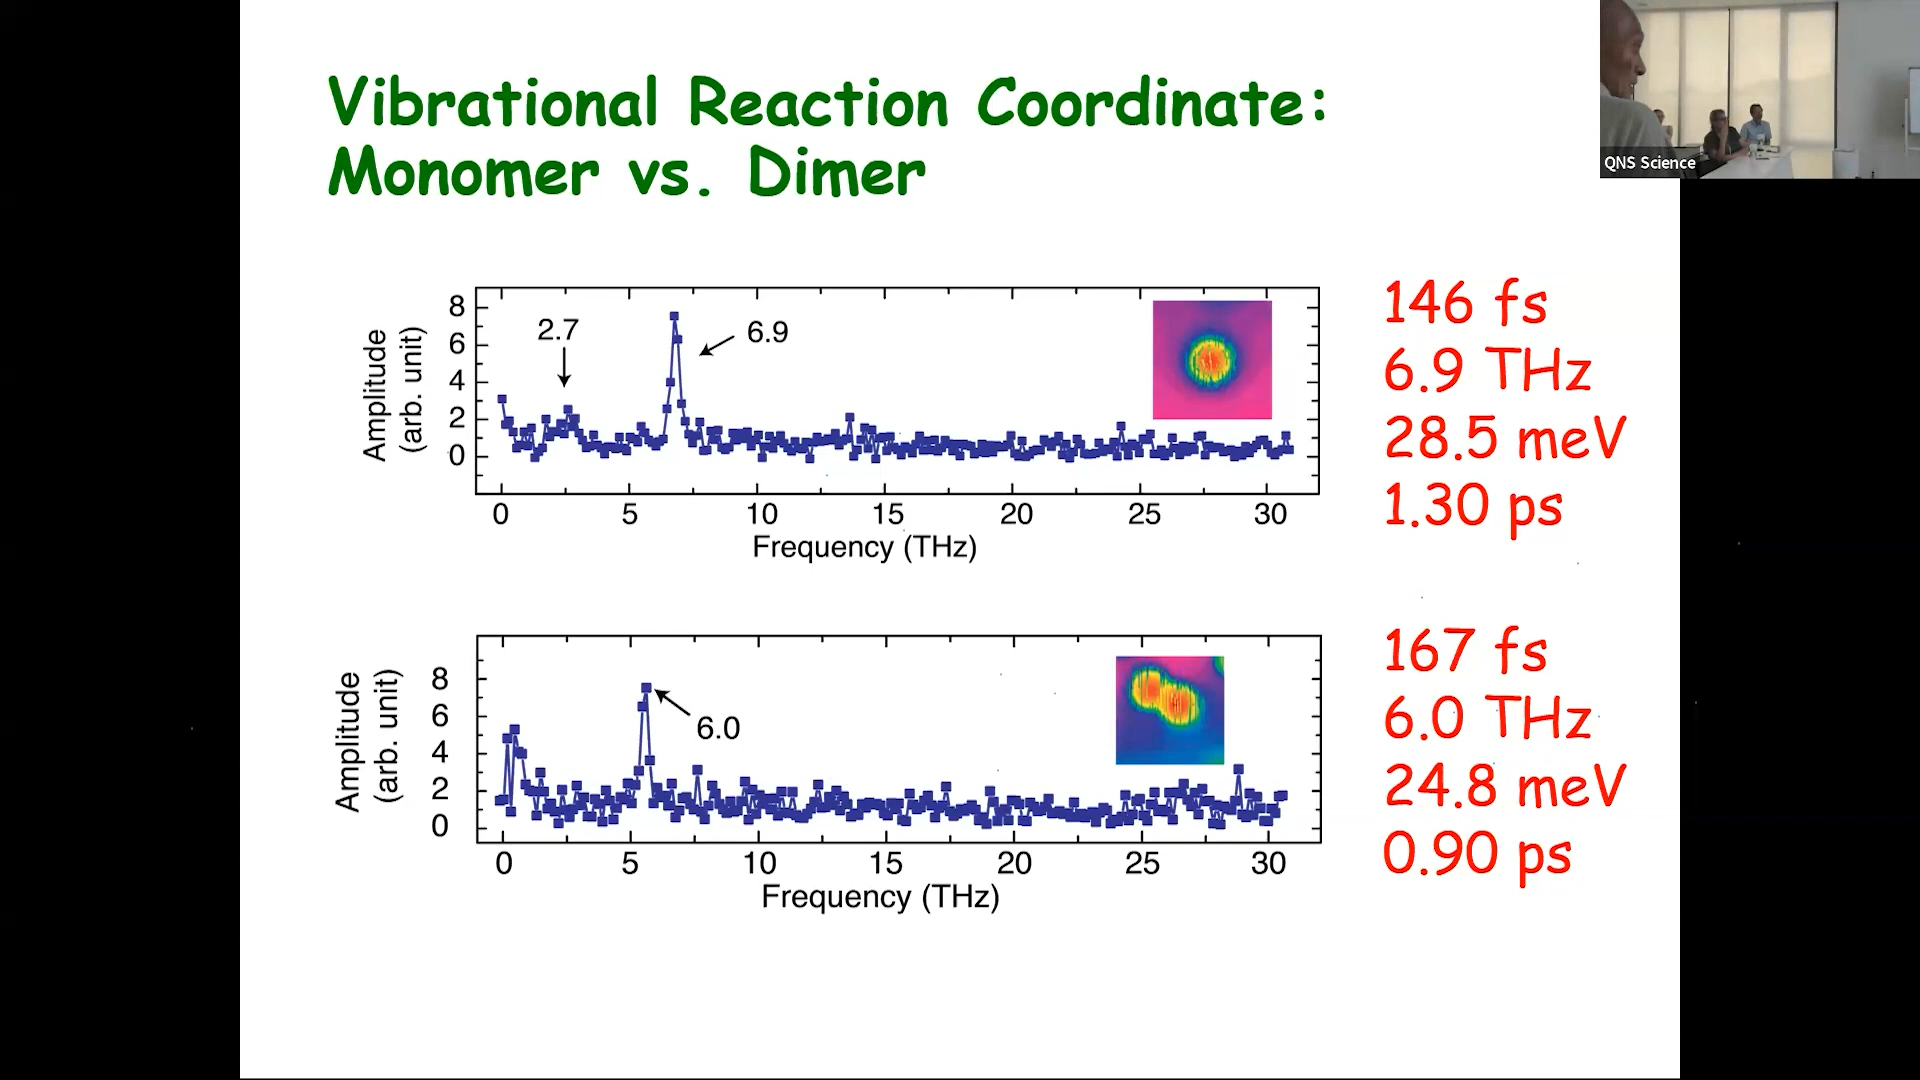 Vibrational Reaction Coordinate:
Monomer vs. Dimer
QNS Science
Amplitude
(arb. unit)
8
6
4
2
0
2.7
6.9
0 5 10 15 20 25 30
Frequency (THz)
146 fs
6.9 THz
28.5 meV
1.30 ps
Amplitude
(arb. unit)
8
6
4
2
0
6.0
0 5 10 15 20 25 30
Frequency (THz)
167 fs
6.0 THz
24.8 meV
0.90 ps